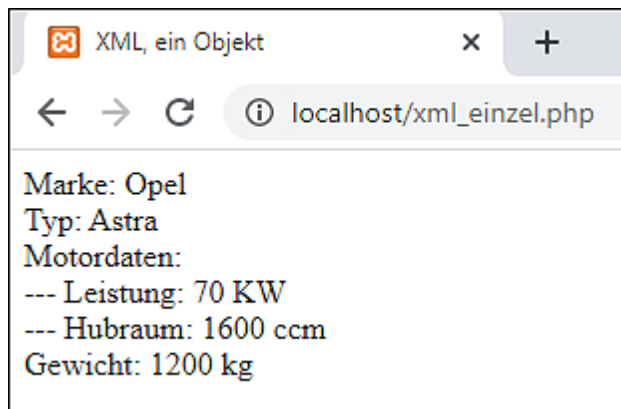 XML, ein Objekt
localhost/xml_einzel.php
Marke: Opel
Typ: Astra
Motordaten:
--- Leistung: 70 KW
--- Hubraum: 1600 ccm
Gewicht: 1200 kg